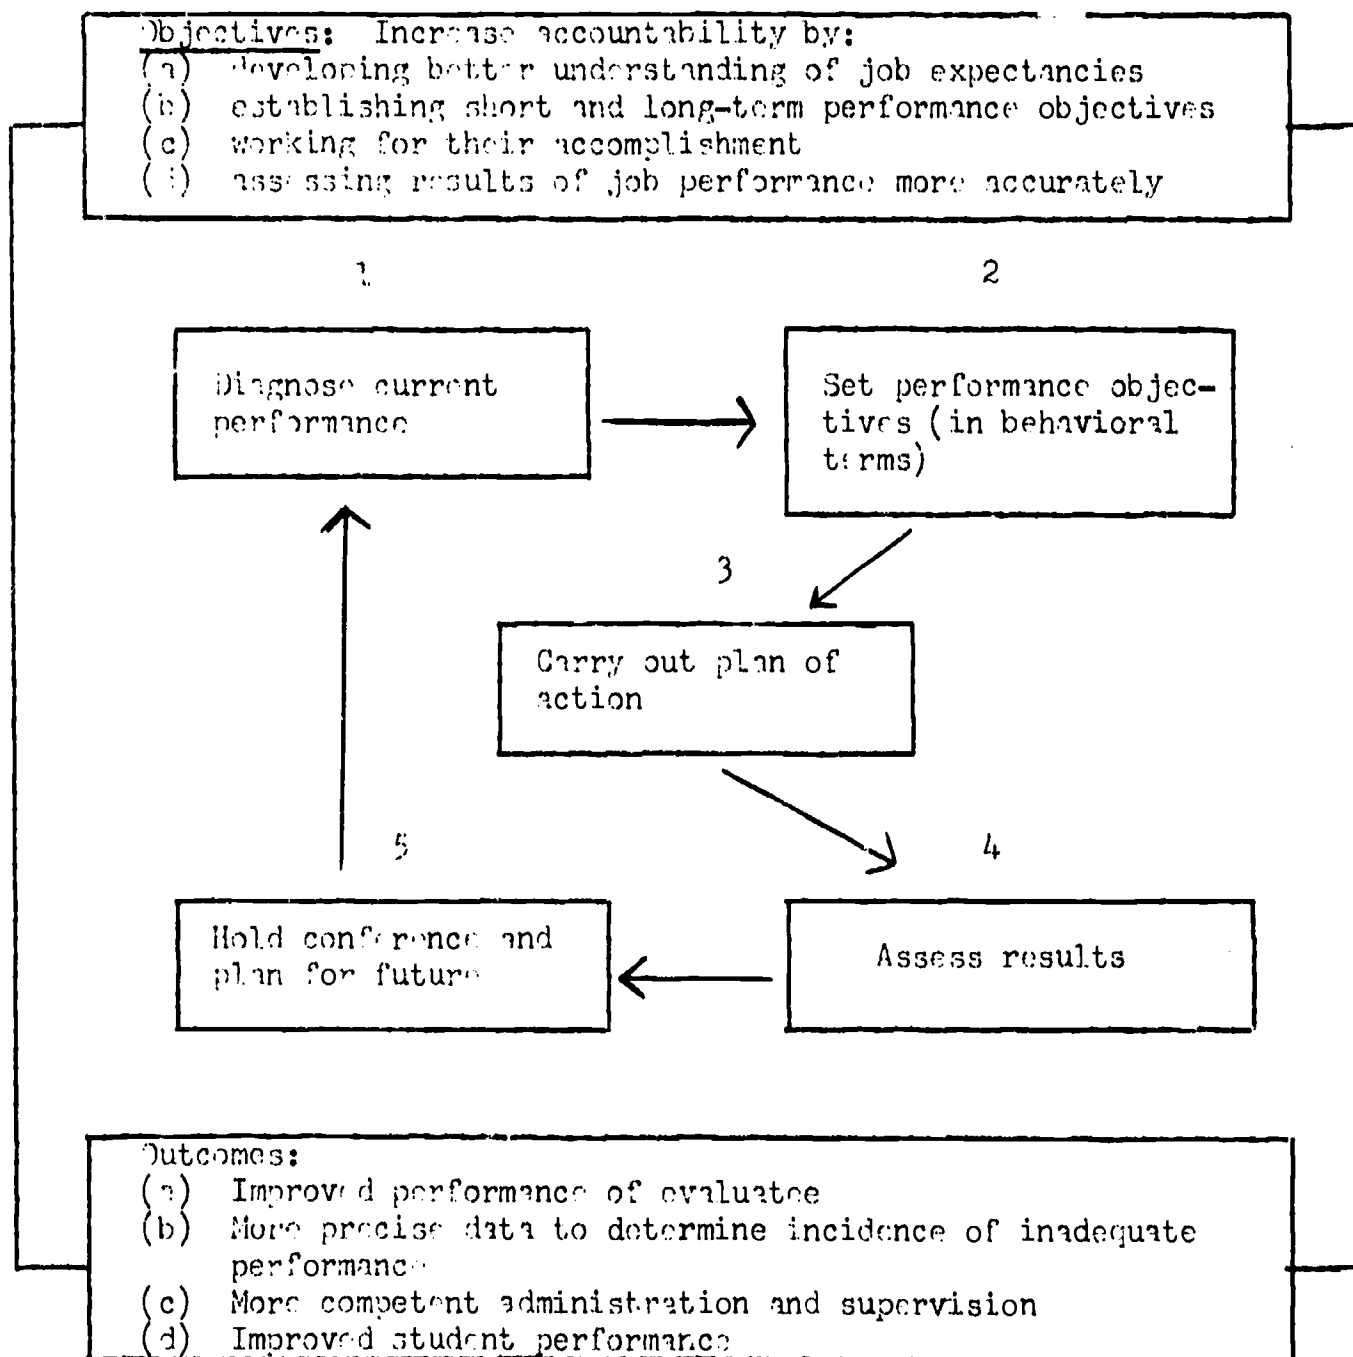 Objectives: Increase accountability by:
(a) developing better understanding of job expectancies
(b) establishing short and long-term performance objectives
(c) working for their accomplishment
(d) assessing results of job performance more accurately
1
2
Diagnose current
performance
Set performance objec-
tives (in behavioral
terms)
3
Carry out plan of
action
5
4
Hold conference and
plan for future
Assess results
Outcomes:
(a) Improved performance of evaluatee
(b) More precise data to determine incidence of inadequate
performance
(c) More competent administration and supervision
(d) Improved student performance